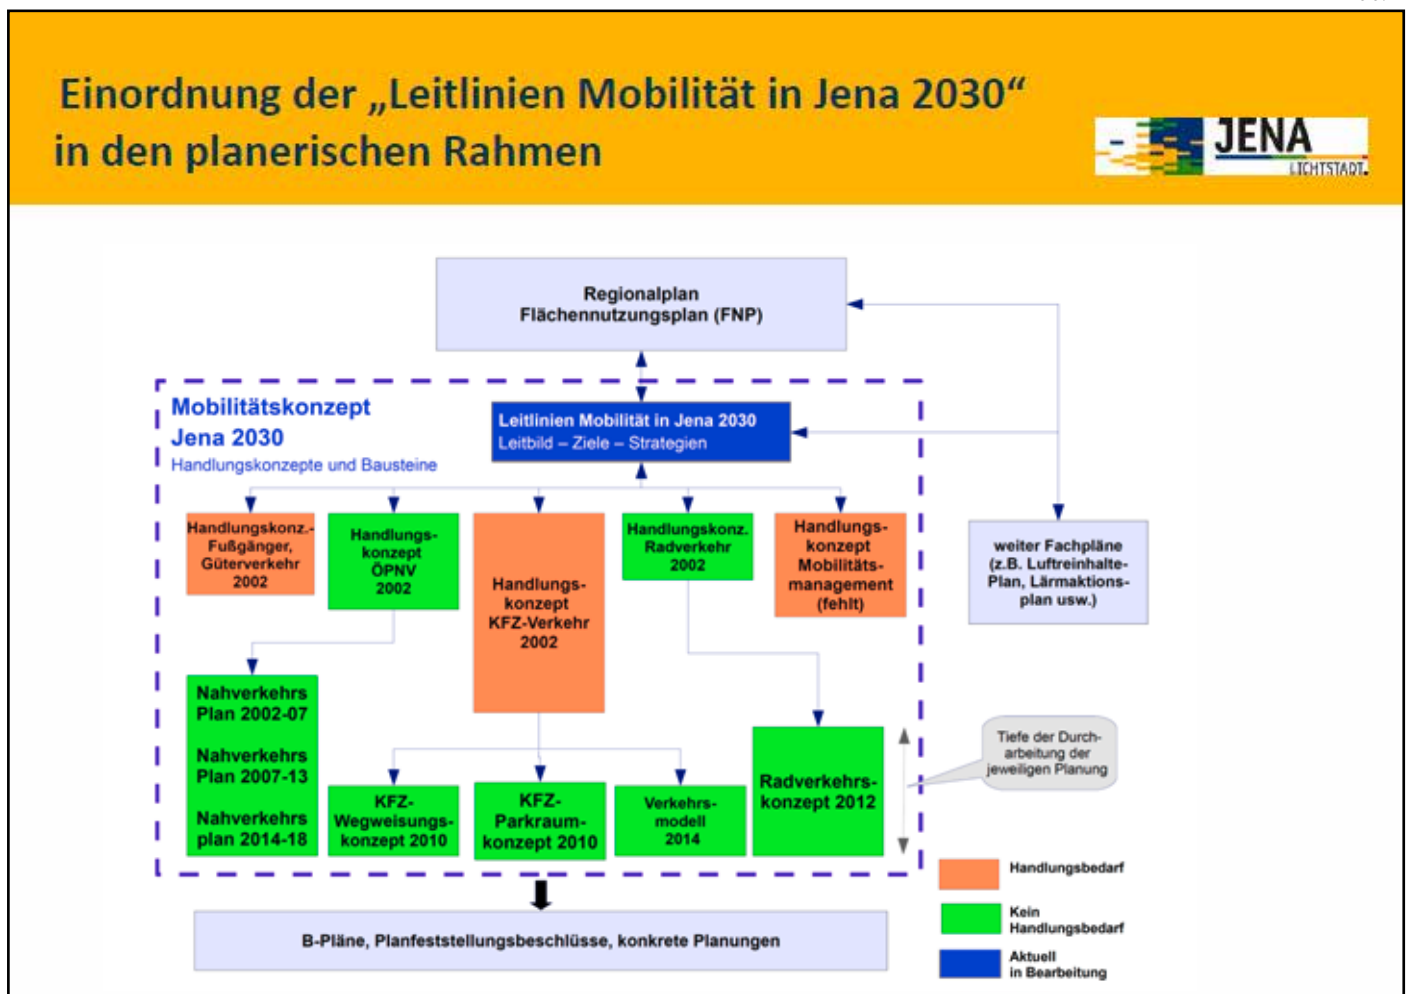 Einordnung der „Leitlinien Mobilität in Jena 2030“
in den planerischen Rahmen
JENA
LICHTSTADT.
Regionalplan
Flächennutzungsplan (FNP)
Mobilitätskonzept
Jena 2030
Handlungskonzepte und Bausteine
Leitlinien Mobilität in Jena 2030
Leitbild – Ziele – Strategien
Handlungskonz.-
Fußgänger,
Güterverkehr
2002
Handlungs-
konzept
ÖPNV
2002
Handlungs-
konzept
KFZ-Verkehr
2002
Handlungskonz.
Radverkehr
2002
Handlungs-
konzept
Mobilitäts-
management
(fehlt)
weiter Fachpläne
(z.B. Luftreinhalte-
Plan, Lärmaktions-
plan usw.)
Nahverkehrs
Plan 2002-07
Nahverkehrs
Plan 2007-13
Nahverkehrs
plan 2014-18
KFZ-
Wegweisungs-
konzept 2010
KFZ-
Parkraum-
konzept 2010
Verkehrs-
modell
2014
Radverkehrs-
konzept 2012
Tiefe der Durch-
arbeitung der
jeweiligen Planung
Handlungsbedarf
Kein
Handlungsbedarf
Aktuell
in Bearbeitung
B-Pläne, Planfeststellungsbeschlüsse, konkrete Planungen